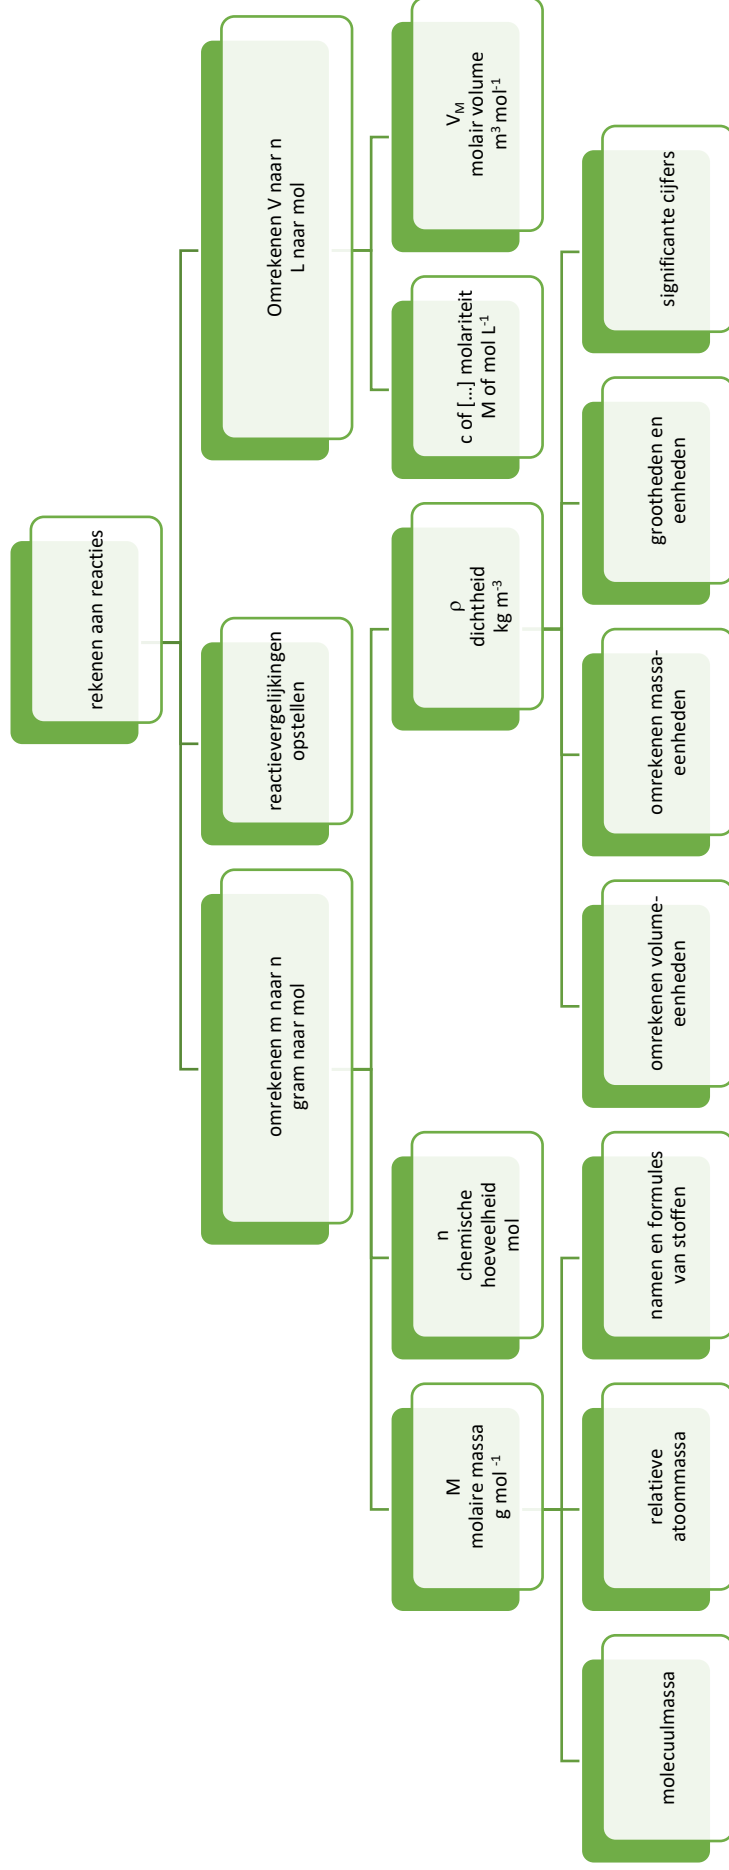 rekenen aan reacties
omrekenen m naar n
gram naar mol
reactievergelijkingen
opstellen
Omrekenen V naar n
L naar mol
M
molaire massa
g mol ⁻¹
n
chemische
hoeveelheid
mol
ρ
dichtheid
kg m⁻³
c of [...] molariteit
M of mol L⁻¹
V_M
molair volume
m³ mol⁻¹
molecuulmassa
relatieve
atoommassa
namen en formules
van stoffen
omrekenen volume-
eenheden
omrekenen massa-
eenheden
grootheden en
eenheden
significante cijfers